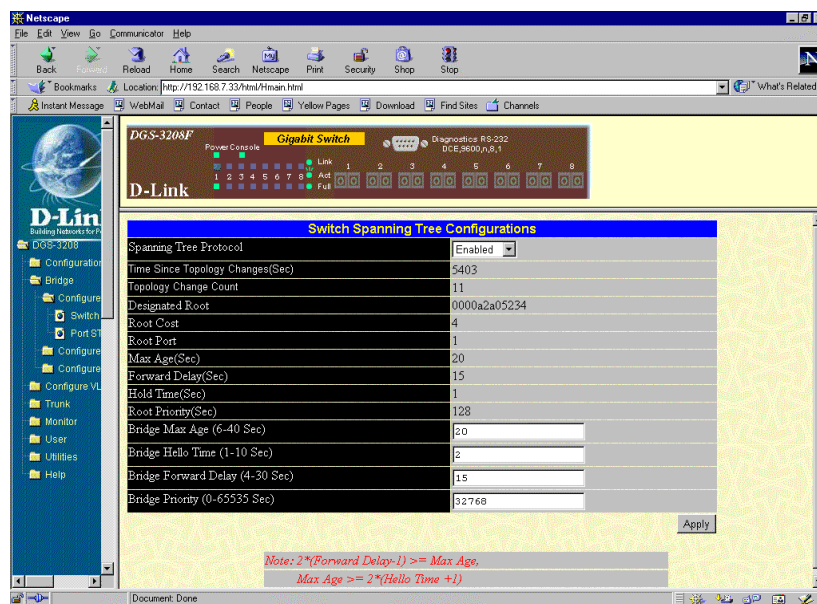 Netscape
File Edit View Go Communicator Help
Back Forward Reload Home Search Netscape Print Security Shop Stop
Bookmarks Location: http://192.168.7.33/html/Hmain.html What's Related
Instant Message WebMail Contact People Yellow Pages Download Find Sites Channels
DGS-3208F
Gigabit Switch
Power Console
Diagnostics RS-232
DCE,9600,n,8,1
Link
Act
Full
1 2 3 4 5 6 7 8
1 2 3 4 5 6 7 8
D-Link
D-Lin
Building Networks for P
DGS-3208
Configuration
Bridge
Configure
Switch
Port ST
Configure
Configure
Configure VL
Trunk
Monitor
User
Utilities
Help
Switch Spanning Tree Configurations
Spanning Tree Protocol Enabled
Time Since Topology Changes(Sec) 5403
Topology Change Count 11
Designated Root 0000a2a05234
Root Cost 4
Root Port 1
Max Age(Sec) 20
Forward Delay(Sec) 15
Hold Time(Sec) 1
Root Priority(Sec) 128
Bridge Max Age (6-40 Sec) 20
Bridge Hello Time (1-10 Sec) 2
Bridge Forward Delay (4-30 Sec) 15
Bridge Priority (0-65535 Sec) 32768
Apply
Note: 2*(Forward Delay-1) >= Max Age,
Max Age >= 2*(Hello Time +1)
Document: Done